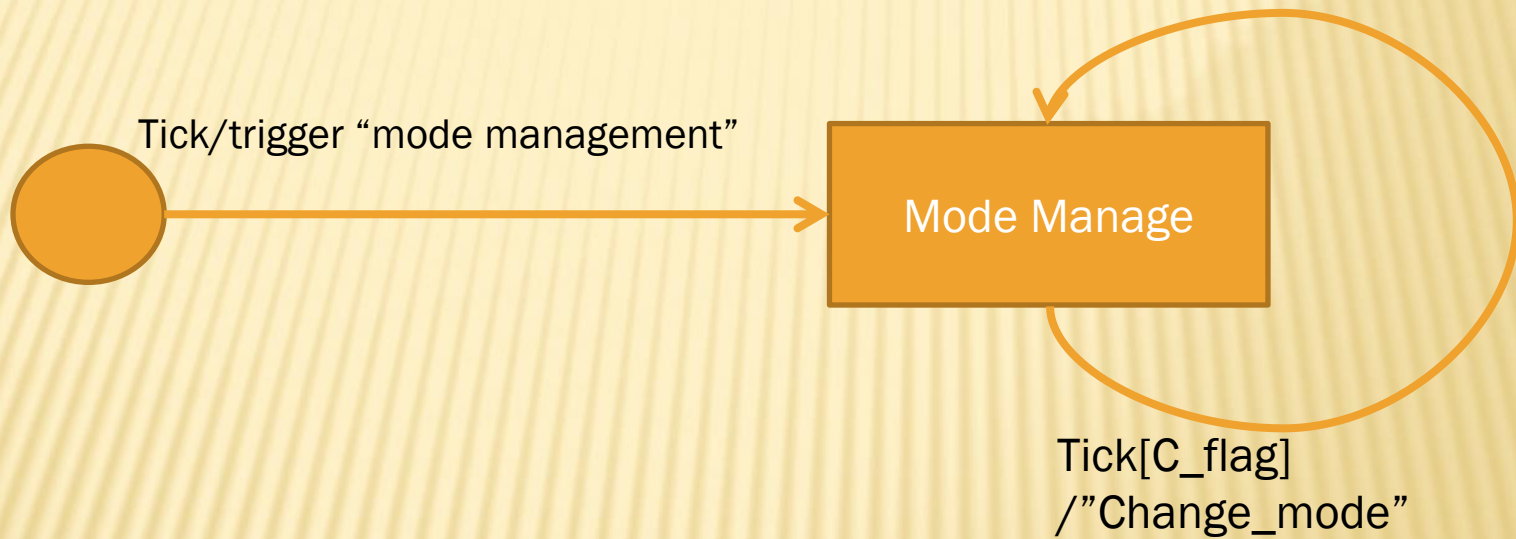 Tick/trigger “mode management”
Mode Manage
Tick[C_flag]
/”Change_mode”